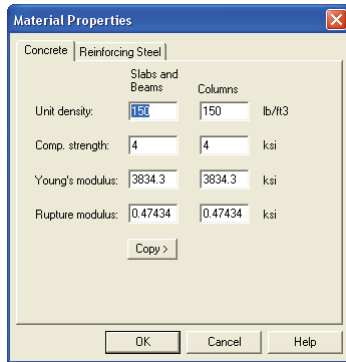 Material Properties
Concrete Reinforcing Steel
Slabs and
Beams Columns
Unit density: 150 150 lb/ft3
Comp. strength: 4 4 ksi
Young's modulus: 3834.3 3834.3 ksi
Rupture modulus: 0.47434 0.47434 ksi
Copy >
OK Cancel Help